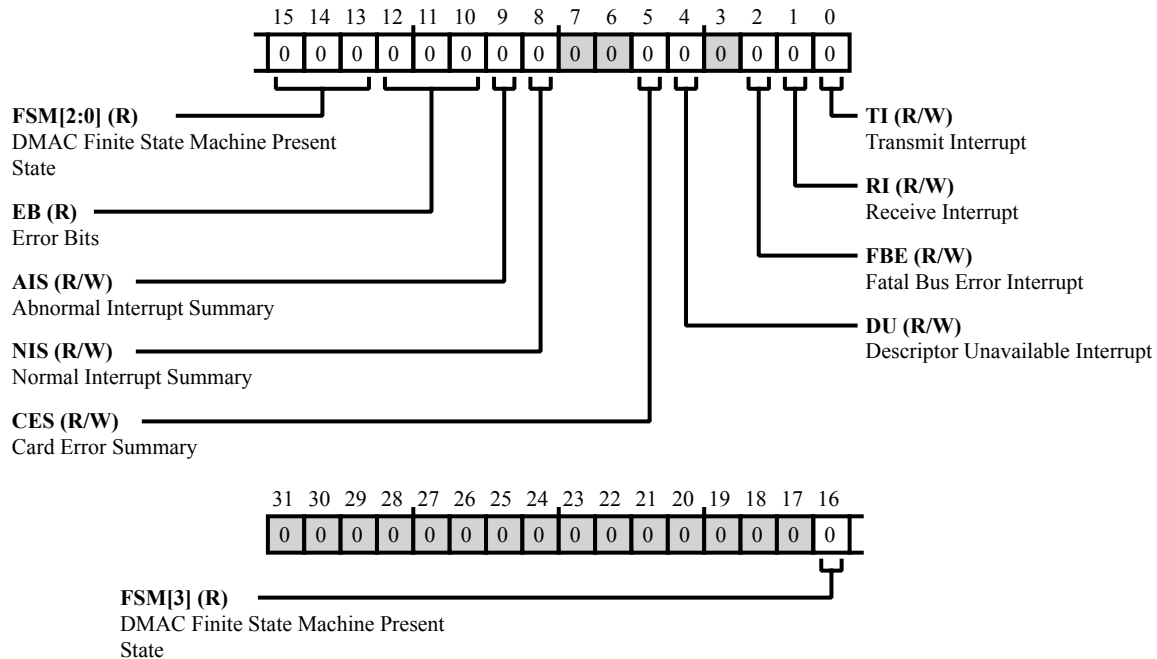 15 14 13 12 11 10 9 8 7 6 5 4 3 2 1 0
0 0 0 0 0 0 0 0 0 0 0 0 0 0 0 0
FSM[2:0] (R)
DMAC Finite State Machine Present
State
EB (R)
Error Bits
AIS (R/W)
Abnormal Interrupt Summary
NIS (R/W)
Normal Interrupt Summary
CES (R/W)
Card Error Summary
TI (R/W)
Transmit Interrupt
RI (R/W)
Receive Interrupt
FBE (R/W)
Fatal Bus Error Interrupt
DU (R/W)
Descriptor Unavailable Interrupt
31 30 29 28 27 26 25 24 23 22 21 20 19 18 17 16
0 0 0 0 0 0 0 0 0 0 0 0 0 0 0 0
FSM[3] (R)
DMAC Finite State Machine Present
State